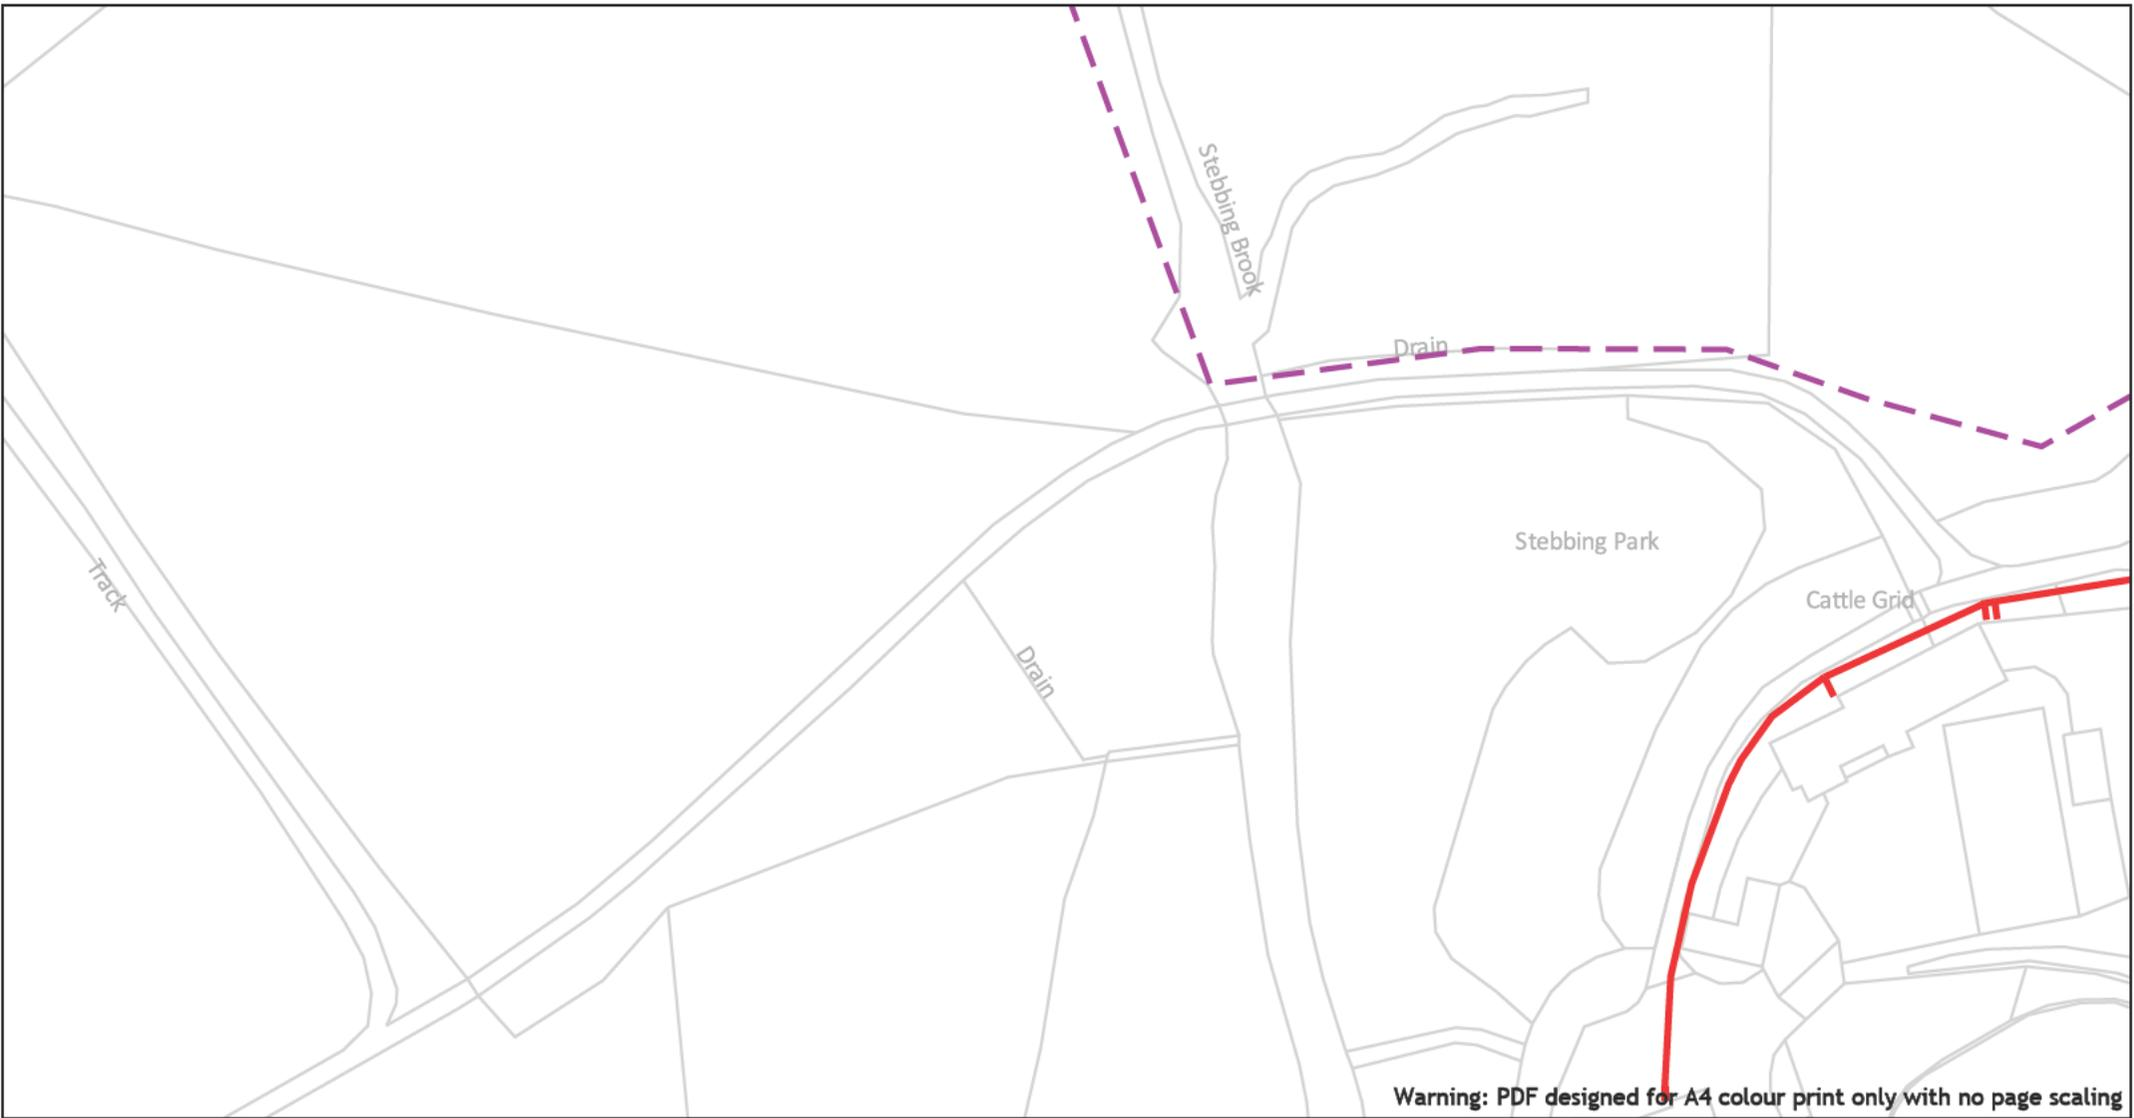 Stebbing Brook
Drain
Stebbing Park
Track
Cattle Grid
Drain
Warning: PDF designed for A4 colour print only with no page scaling